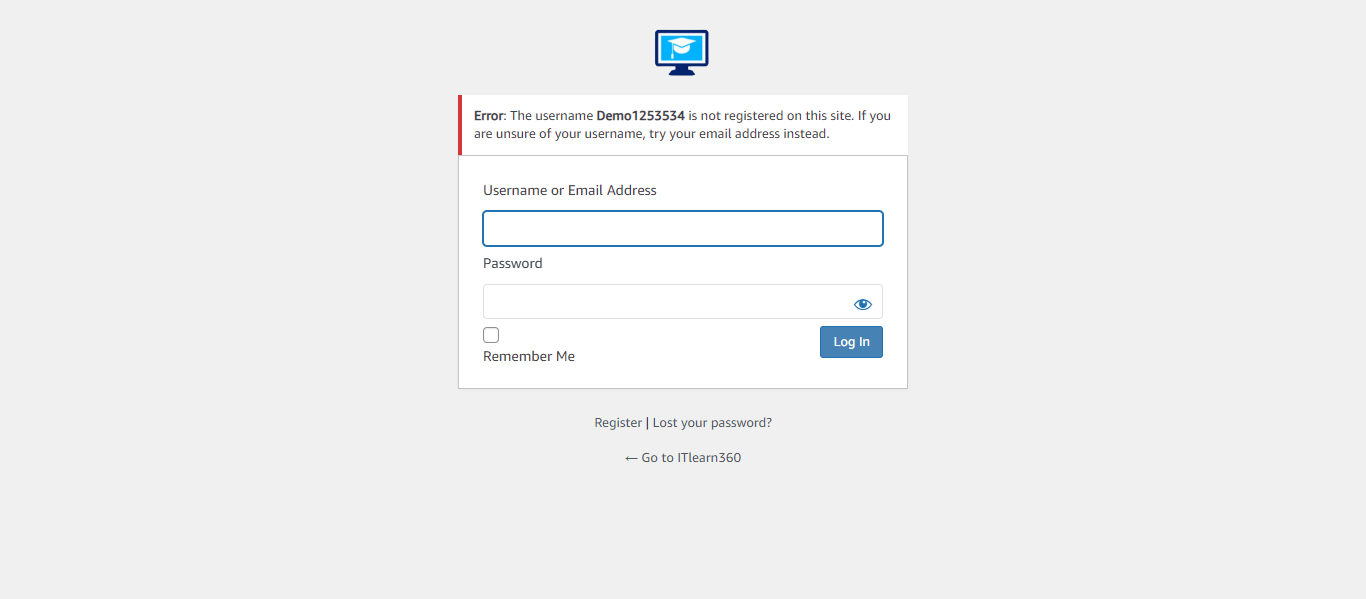 Error: The username Demo1253534 is not registered on this site. If you
are unsure of your username, try your email address instead.
Username or Email Address
Password
Remember Me
Log In
Register | Lost your password?
← Go to ITlearn360